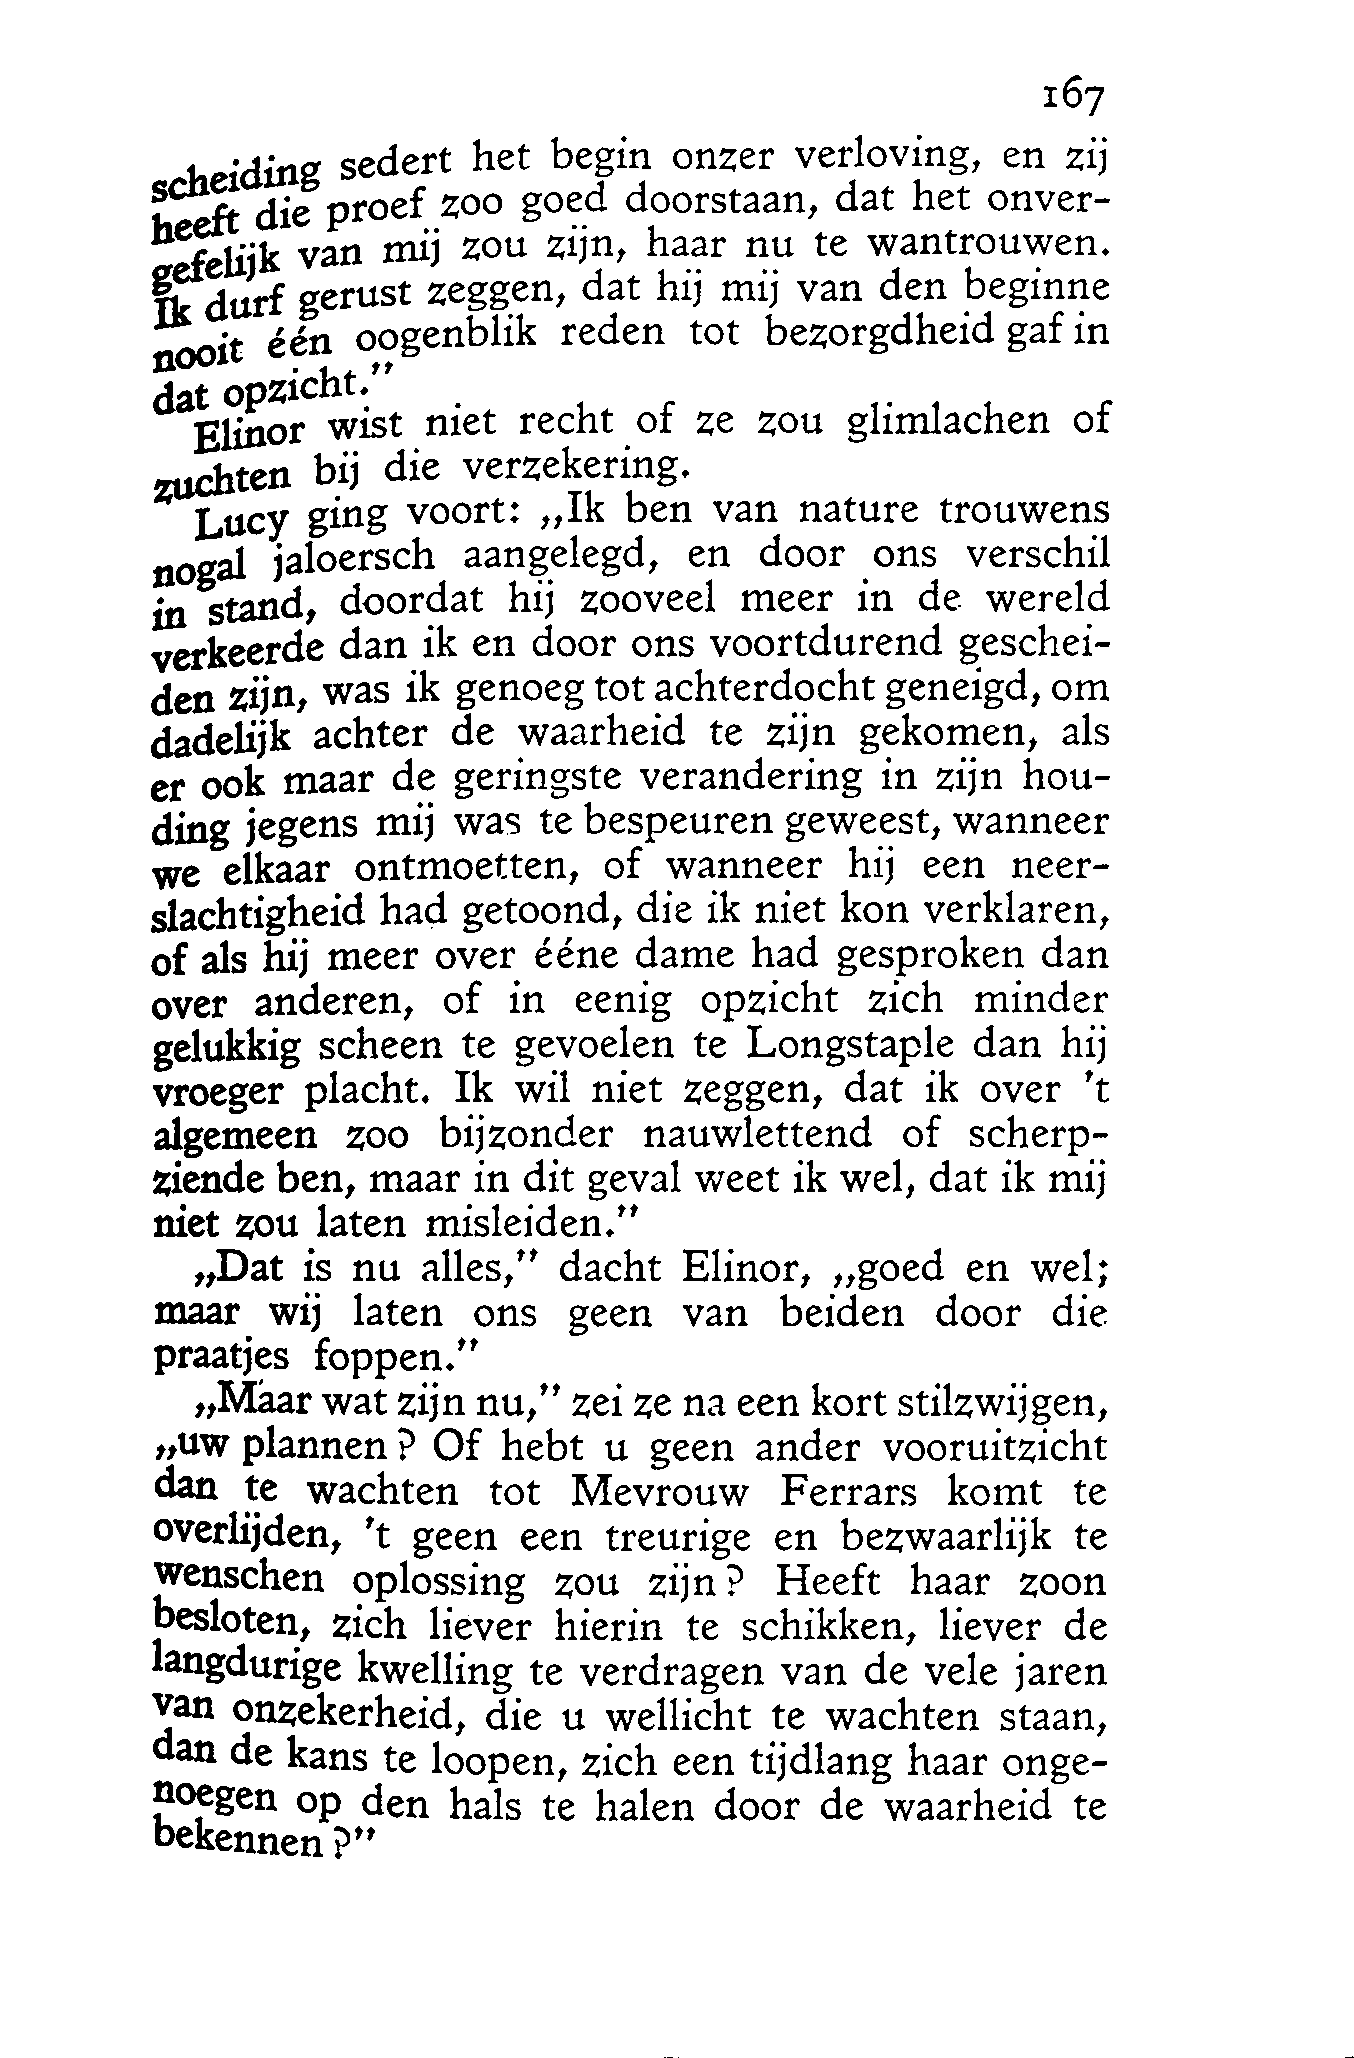 167
scheiding sedert het begin onzer verloving, en zij
heeft die proef zoo goed doorstaan, dat het onver-
gefelijk van mij zou zijn, haar nu te wantrouwen.
Ik durf gerust zeggen, dat hij mij van den beginne
nooit één oogenblik reden tot bezorgdheid gaf in
dat opzicht.”
Elinor wist niet recht of ze zou glimlachen of
zuchten bij die verzekering.
Lucy ging voort: „Ik ben van nature trouwens
nogal jaloersch aangelegd, en door ons verschil
in stand, doordat hij zooveel meer in de wereld
verkeerde dan ik en door ons voortdurend geschei-
den zijn, was ik genoeg tot achterdocht geneigd, om
dadelijk achter de waarheid te zijn gekomen, als
er ook maar de geringste verandering in zijn hou-
ding jegens mij was te bespeuren geweest, wanneer
we elkaar ontmoetten, of wanneer hij een neer-
slachtigheid had getoond, die ik niet kon verklaren,
of als hij meer over ééne dame had gesproken dan
over anderen, of in eenig opzicht zich minder
gelukkig scheen te gevoelen te Longstaple dan hij
vroeger placht. Ik wil niet zeggen, dat ik over 't
algemeen zoo bijzonder nauwlettend of scherp-
ziende ben, maar in dit geval weet ik wel, dat ik mij
niet zou laten misleiden.”
„Dat is nu alles,” dacht Elinor, „goed en wel;
maar wij laten ons geen van beiden door die
praatjes foppen.”
„Maar wat zijn nu,” zei ze na een kort stilzwijgen,
„uw plannen? Of hebt u geen ander vooruitzicht
dan te wachten tot Mevrouw Ferrars komt te
overlijden, 't geen een treurige en bezwaarlijk te
wenschen oplossing zou zijn? Heeft haar zoon
besloten, zich liever hierin te schikken, liever de
langdurige kwelling te verdragen van de vele jaren
van onzekerheid, die u wellicht te wachten staan,
dan de kans te loopen, zich een tijdlang haar onge-
noegen op den hals te halen door de waarheid te
bekennen?”